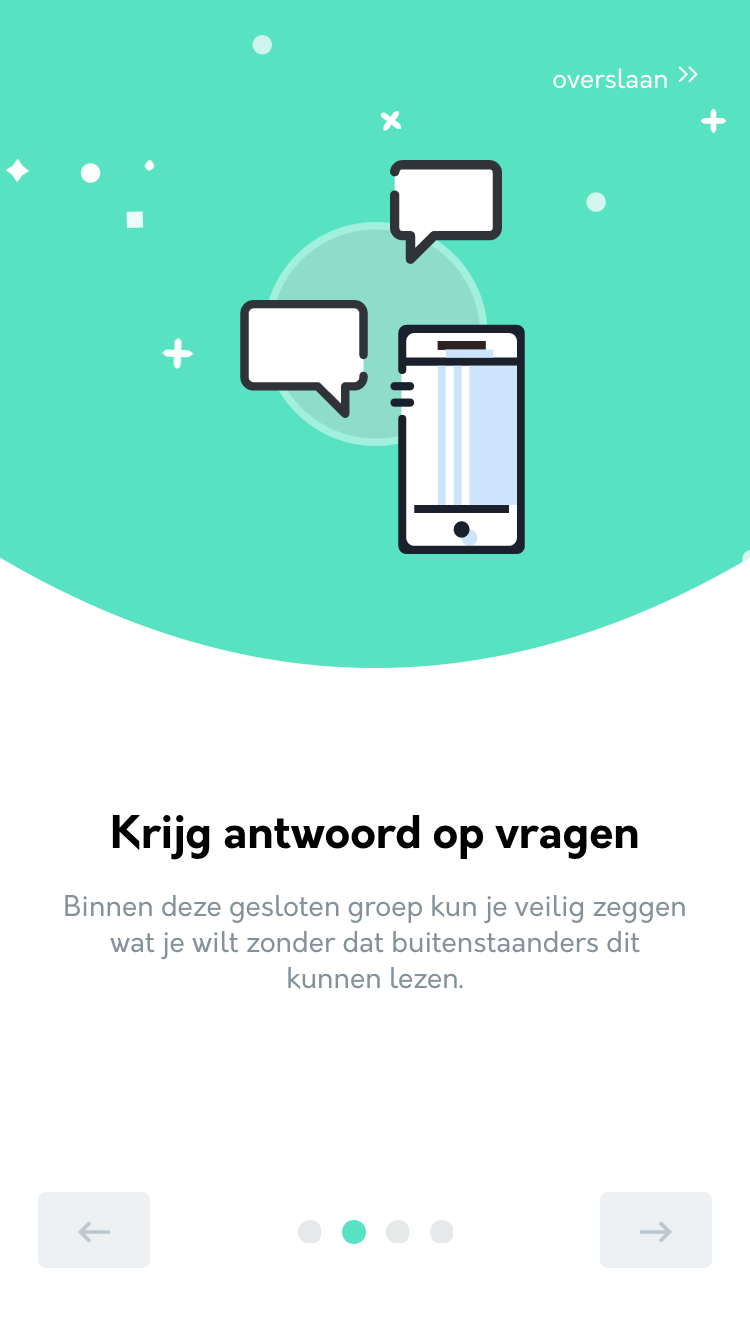 overslaan
Krijg antwoord op vragen
Binnen deze gesloten groep kun je veilig zeggen
wat je wilt zonder dat buitenstaanders dit
kunnen lezen.